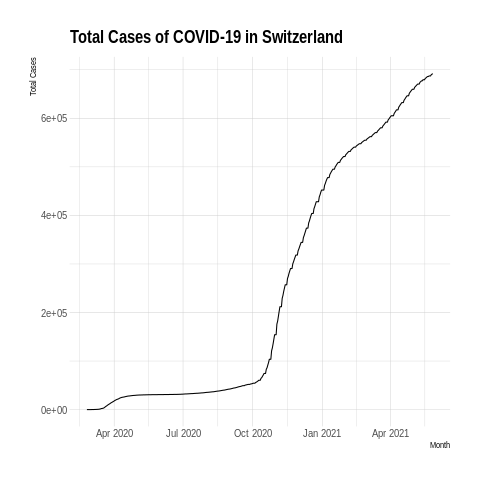 Total Cases of COVID-19 in Switzerland
Total Cases
6e+05
4e+05
2e+05
0e+00
Apr 2020 Jul 2020 Oct 2020 Jan 2021 Apr 2021
Month